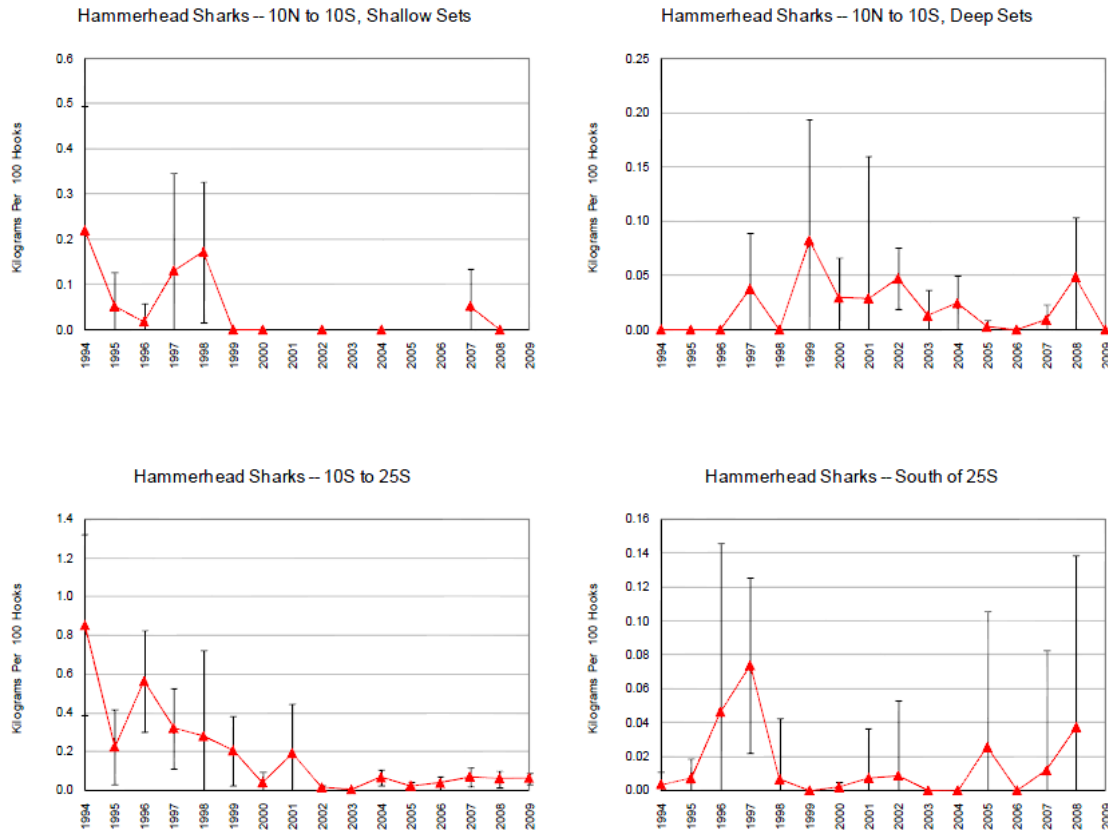 Hammerhead Sharks -- 10N to 10S, Shallow Sets
Kilograms Per 100 Hooks
0.6
0.5
0.4
0.3
0.2
0.1
0.0
1994 1995 1996 1997 1998 1999 2000 2001 2002 2003 2004 2005 2006 2007 2008 2009
Hammerhead Sharks -- 10N to 10S, Deep Sets
Kilograms Per 100 Hooks
0.25
0.20
0.15
0.10
0.05
0.00
1994 1995 1996 1997 1998 1999 2000 2001 2002 2003 2004 2005 2006 2007 2008 2009
Hammerhead Sharks -- 10S to 25S
Kilograms Per 100 Hooks
1.4
1.2
1.0
0.8
0.6
0.4
0.2
0.0
1994 1995 1996 1997 1998 1999 2000 2001 2002 2003 2004 2005 2006 2007 2008 2009
Hammerhead Sharks -- South of 25S
Kilograms Per 100 Hooks
0.16
0.14
0.12
0.10
0.08
0.06
0.04
0.02
0.00
1994 1995 1996 1997 1998 1999 2000 2001 2002 2003 2004 2005 2006 2007 2008 2009